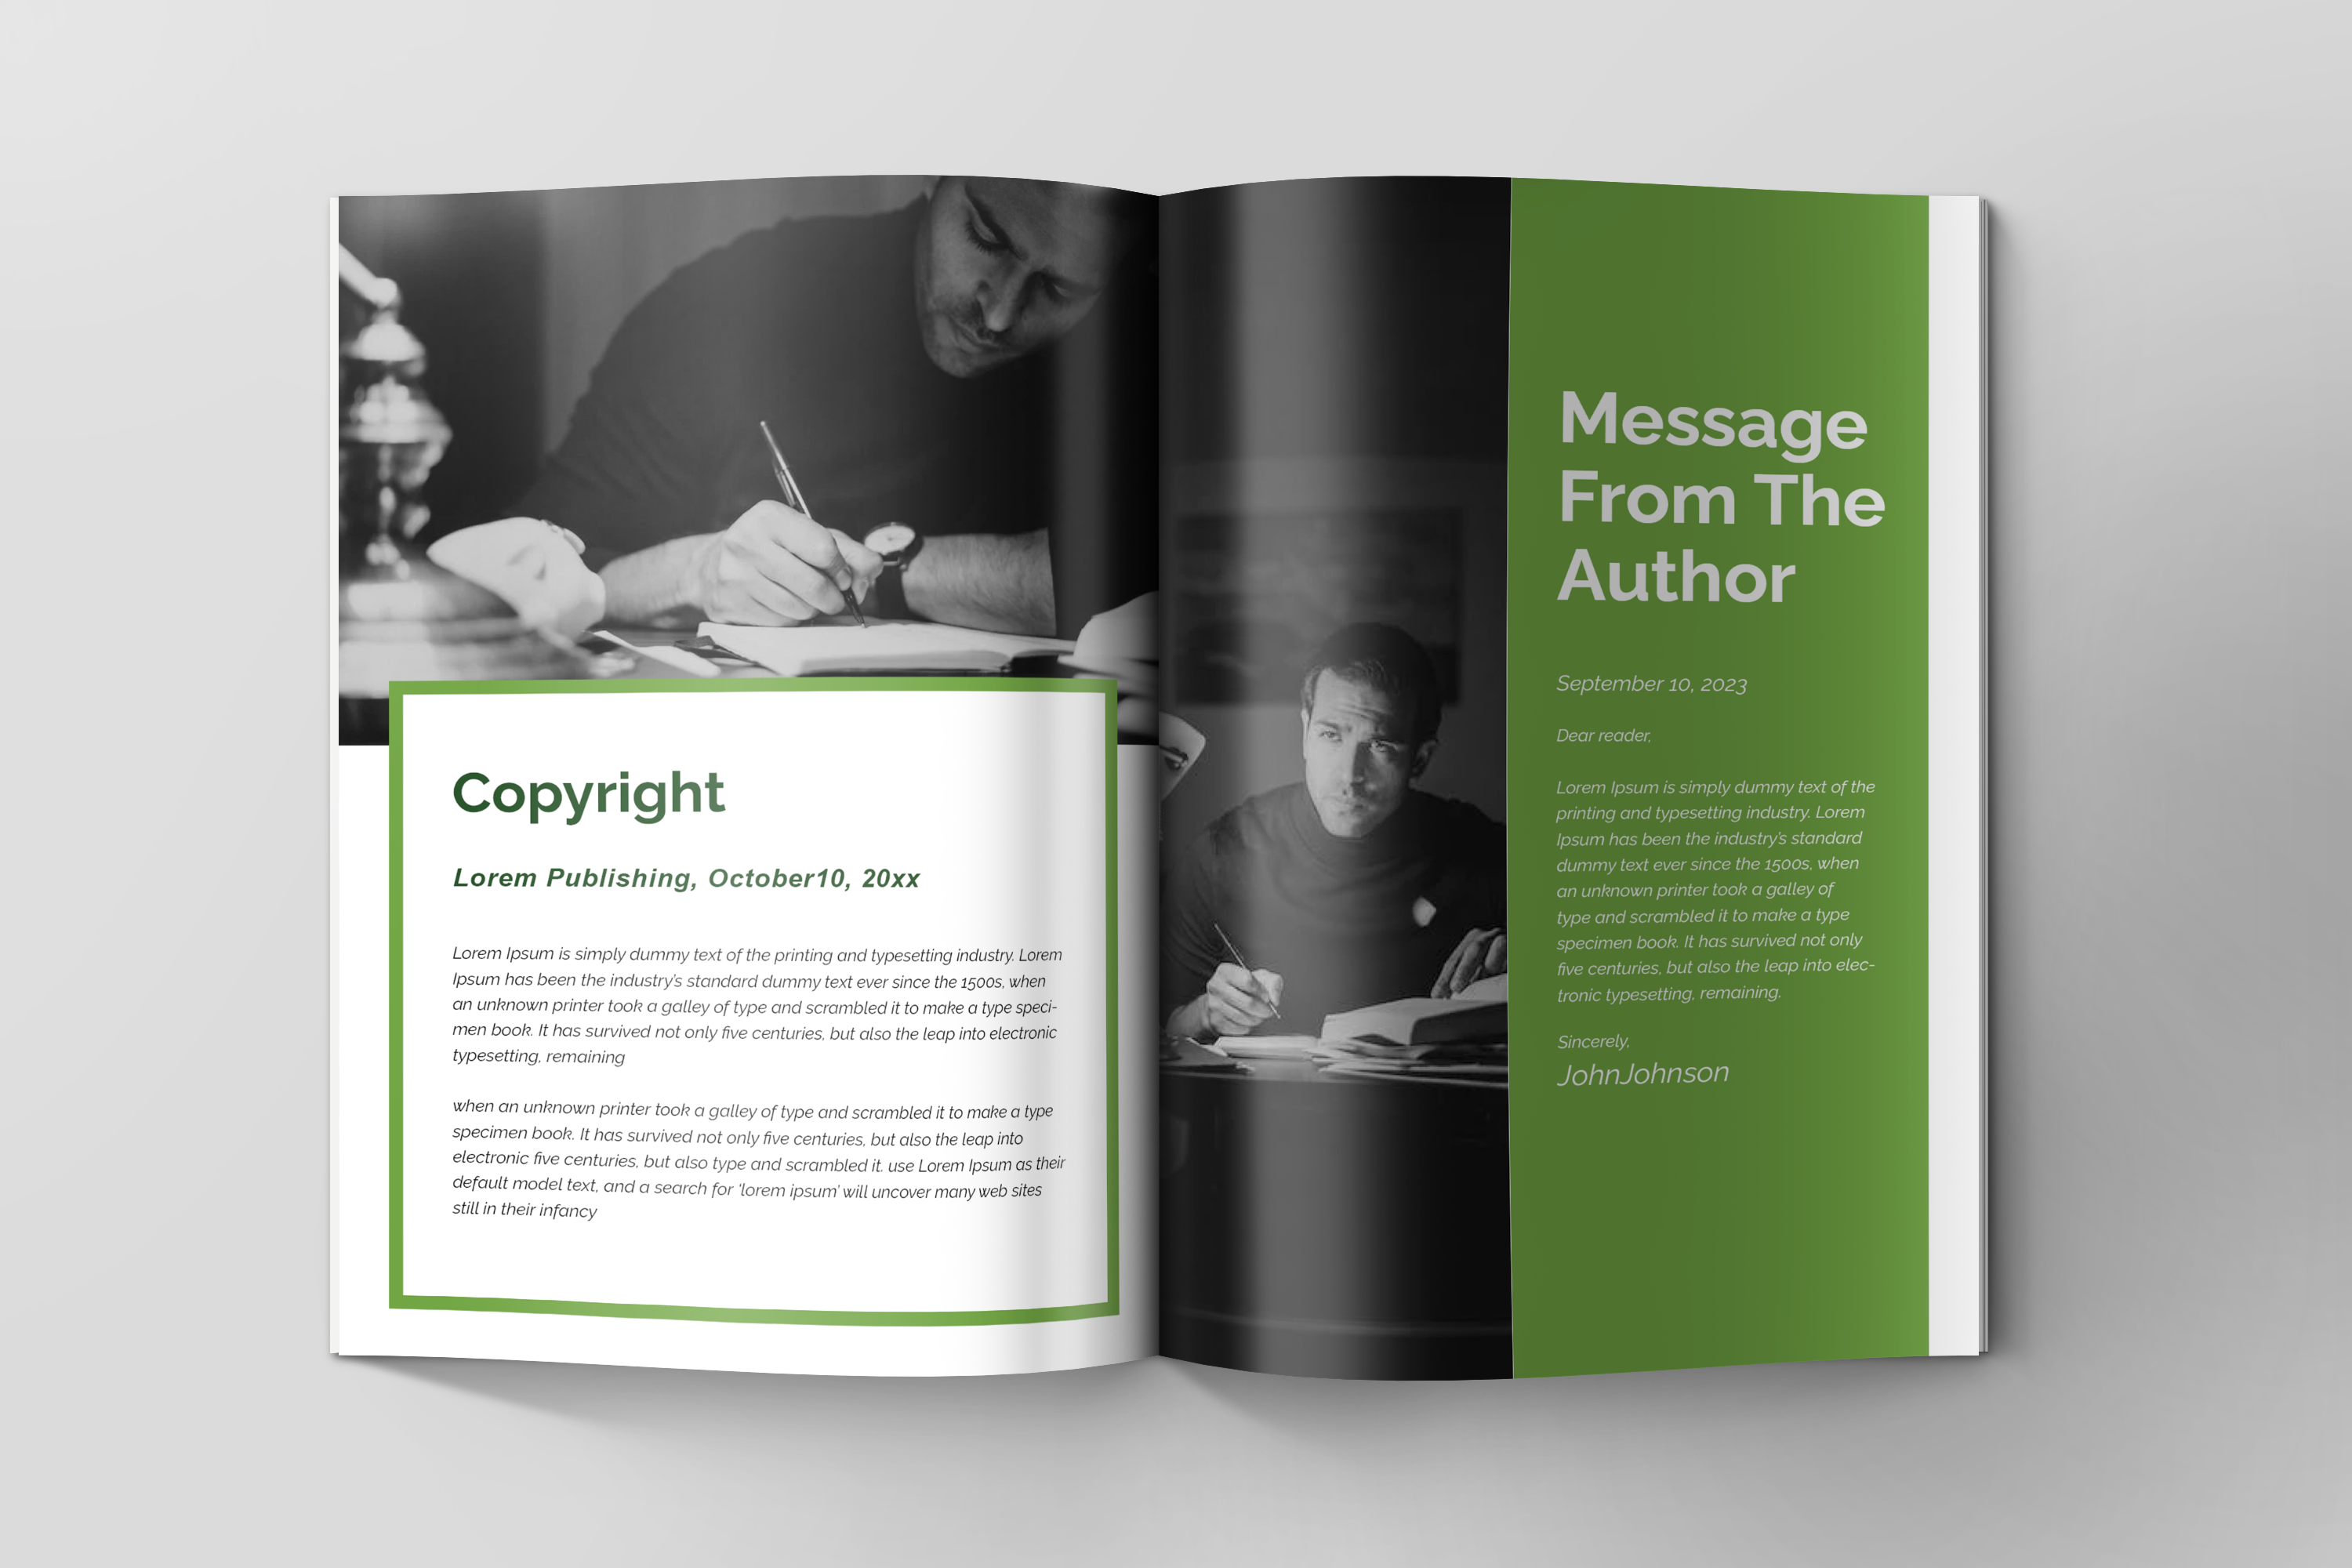 Copyright
Lorem Publishing, October10, 20xx
Lorem Ipsum is simply dummy text of the printing and typesetting industry. Lorem
Ipsum has been the industry's standard dummy text ever since the 1500s, when
an unknown printer took a galley of type and scrambled it to make a type speci-
men book. It has survived not only five centuries, but also the leap into electronic
typesetting, remaining
when an unknown printer took a galley of type and scrambled it to make a type
specimen book. It has survived not only five centuries, but also the leap into
electronic five centuries, but also type and scrambled it. use Lorem Ipsum as their
default model text, and a search for 'lorem ipsum' will uncover many web sites
still in their infancy
Message
From The
Author
September 10, 2023
Dear reader,
Lorem Ipsum is simply dummy text of the
printing and typesetting industry. Lorem
Ipsum has been the industry's standard
dummy text ever since the 1500s, when
an unknown printer took a galley of
type and scrambled it to make a type
specimen book. It has survived not only
five centuries, but also the leap into elec-
tronic typesetting, remaining.
Sincerely,
JohnJohnson